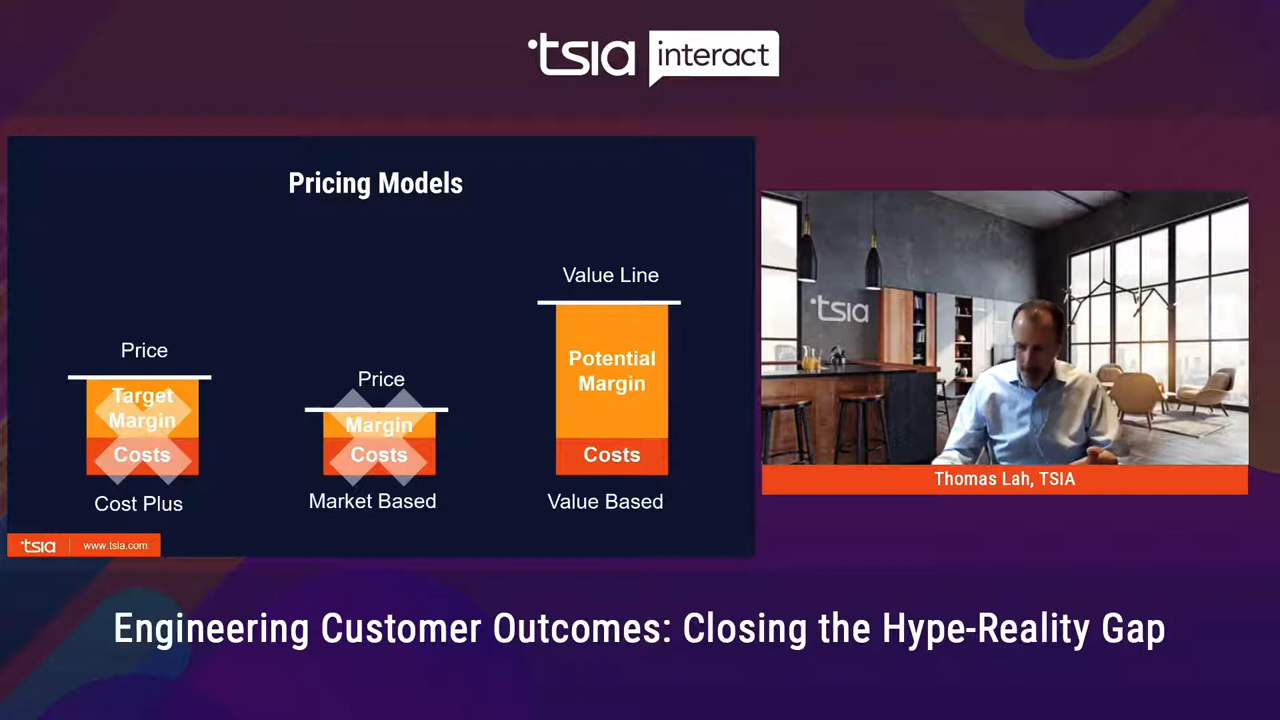 tsia interact
Pricing Models
Value Line
Potential
Margin
Costs
Value Based
Price
Target
Margin
Costs
Cost Plus
Price
Margin
Costs
Market Based
tsia www.tsia.com
tsia
Thomas Lah, TSIA
Engineering Customer Outcomes: Closing the Hype-Reality Gap